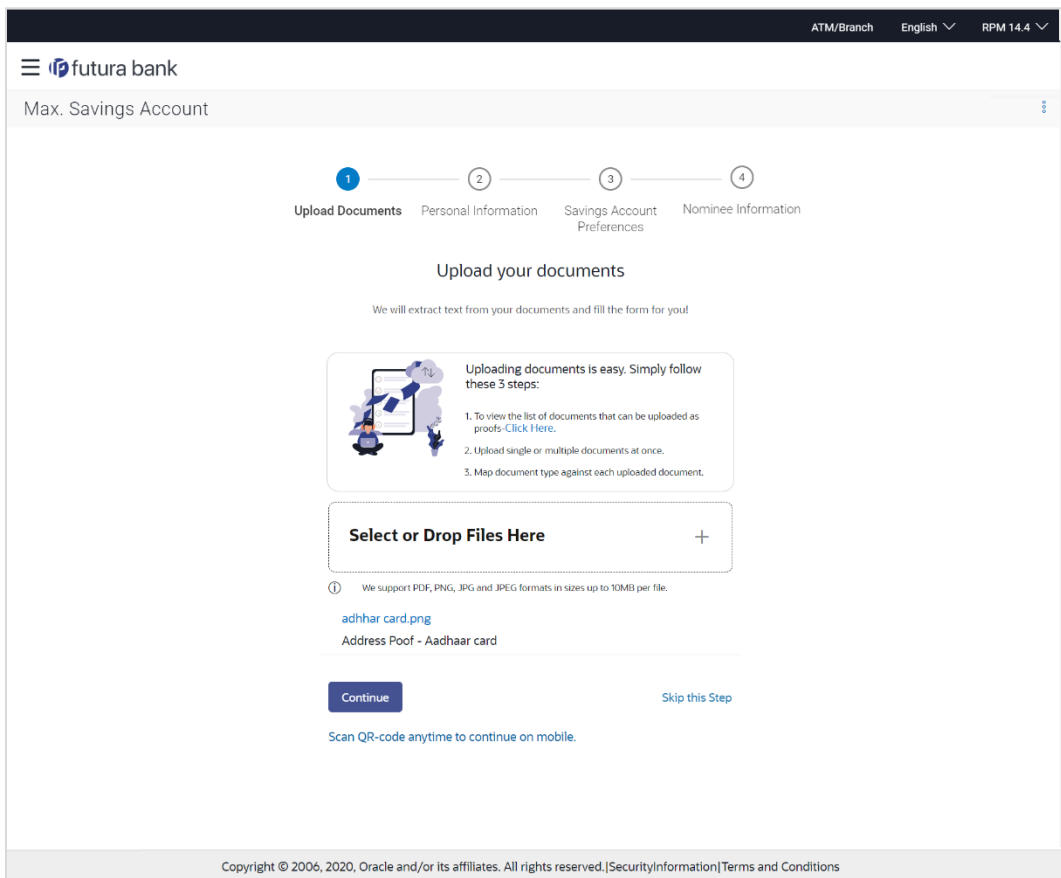 ATM/Branch English RPM 14.4
futura bank
Max. Savings Account
1 2 3 4
Upload Documents Personal Information Savings Account Nominee Information
Preferences
Upload your documents
We will extract text from your documents and fill the form for you!
Uploading documents is easy. Simply follow
these 3 steps:
1. To view the list of documents that can be uploaded as
proofs-Click Here.
2. Upload single or multiple documents at once.
3. Map document type against each uploaded document.
Select or Drop Files Here +
We support PDF, PNG, JPG and JPEG formats in sizes up to 10MB per file.
adhhar card.png
Address Poof - Aadhaar card
Continue Skip this Step
Scan QR-code anytime to continue on mobile.
Copyright © 2006, 2020, Oracle and/or its affiliates. All rights reserved.|SecurityInformation|Terms and Conditions